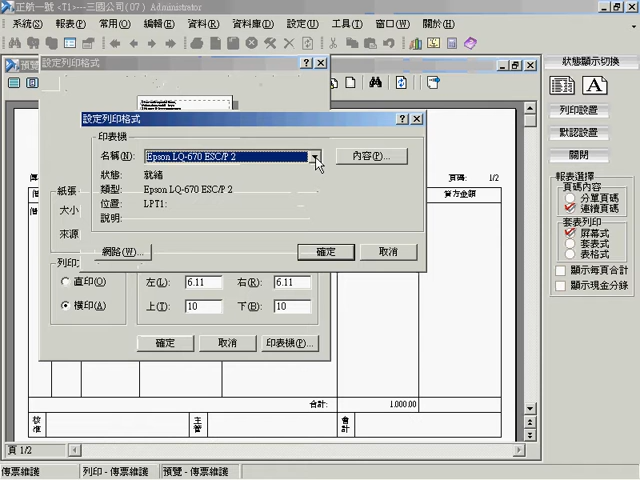 正航一號 <T1>---三國公司(07) Administrator
系統(S) 報表(P) 常用(O) 編輯(E) 資料(R) 資料庫(D) 設定(U) 工具(T) 窗口(W) 關於(H)
預覽
設定列印格式
狀態顯示切換
列印設置
默認設置
關閉
報表選擇
頁碼內容
分單頁碼
連續頁碼
套表列印
屏幕式
套表式
表格式
顯示每頁合計
顯示現金分錄
設定列印格式
印表機
名稱(N): Epson LQ-670 ESC/P 2 內容(P)...
狀態: 就緒
類型: Epson LQ-670 ESC/P 2
位置: LPT1:
說明:
網路(W)... 確定 取消
頁碼: 1/2
貸方金額
紙張
大小
來源
列印
直印(O)
橫印(A)
左(L): 6.11 右(R): 6.11
上(T): 10 下(B): 10
確定 取消 印表機(P)...
合計: 1,000.00
核准 主管 會計
頁 1/2
傳票維護 列印 - 傳票維護 預覽 - 傳票維護